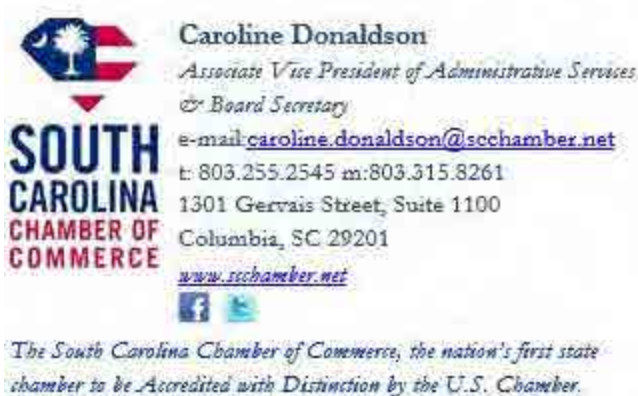 Caroline Donaldson
Associate Vice President of Administrative Services
& Board Secretary
e-mail:caroline.donaldson@scchamber.net
t: 803.255.2545 m:803.315.8261
1301 Gervais Street, Suite 1100
Columbia, SC 29201
www.scchamber.net
SOUTH
CAROLINA
CHAMBER OF
COMMERCE
The South Carolina Chamber of Commerce, the nation's first state
chamber to be Accredited with Distinction by the U.S. Chamber.